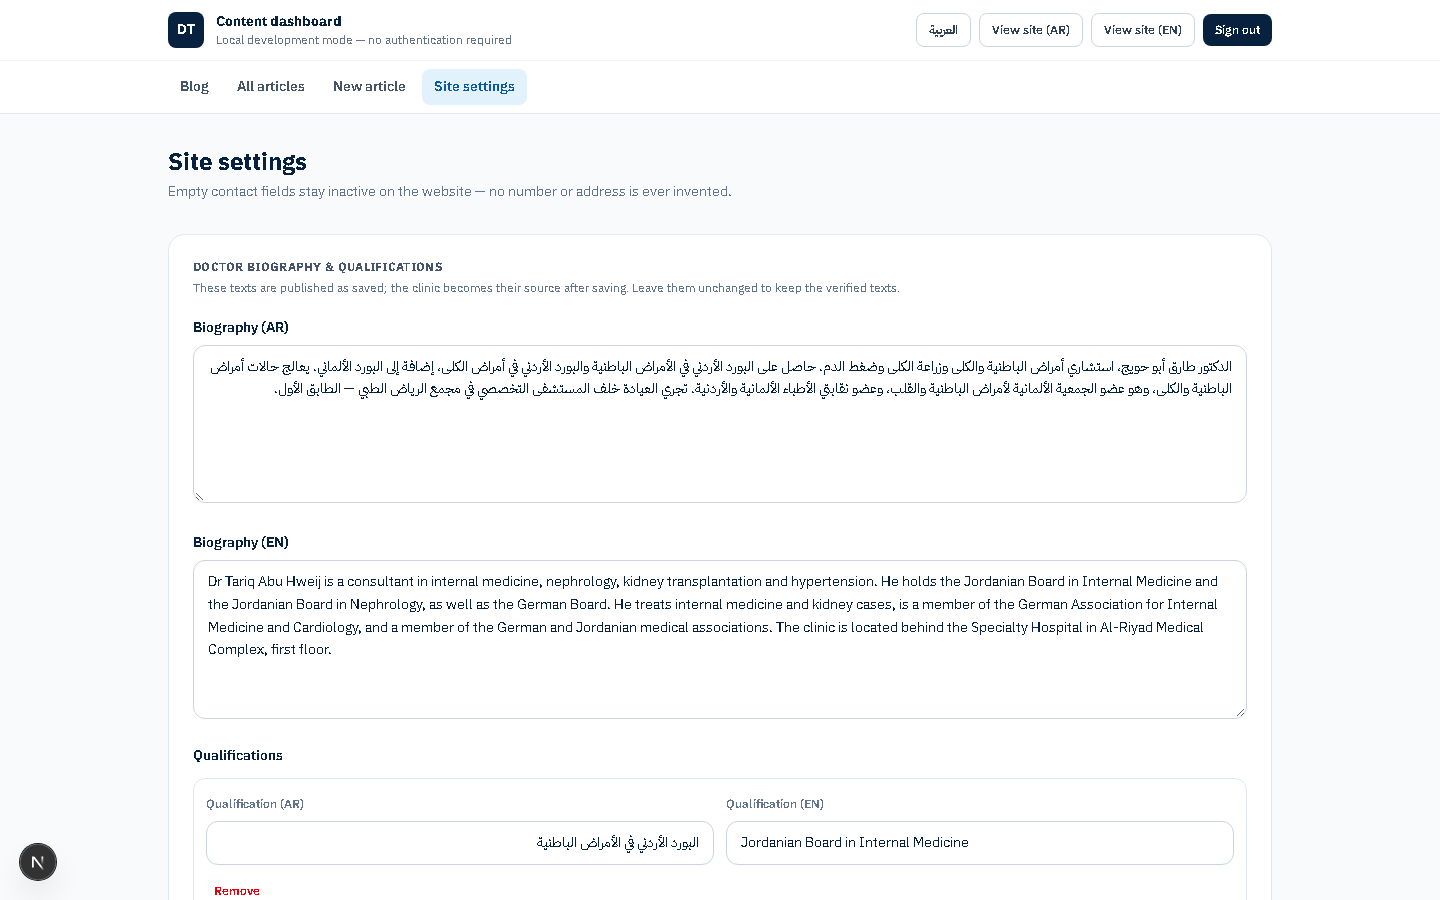 DT
Content dashboard
Local development mode — no authentication required
العربية
View site (AR)
View site (EN)
Sign out
Blog
All articles
New article
Site settings
Site settings
Empty contact fields stay inactive on the website — no number or address is ever invented.
DOCTOR BIOGRAPHY & QUALIFICATIONS
These texts are published as saved; the clinic becomes their source after saving. Leave them unchanged to keep the verified texts.
Biography (AR)
الدكتور طارق أبو حويج، استشاري أمراض الباطنية والكلى وزراعة الكلى وضغط الدم. حاصل على البورد الأردني في الأمراض الباطنية والبورد الأردني في أمراض الكلى، إضافة إلى البورد الألماني. يعالج حالات أمراض
الباطنية والكلى، وهو عضو الجمعية الألمانية لأمراض الباطنية والقلب، وعضو نقابتي الأطباء الألمانية والأردنية. تجري العيادة خلف المستشفى التخصصي في مجمع الرياض الطبي — الطابق الأول.
Biography (EN)
Dr Tariq Abu Hweij is a consultant in internal medicine, nephrology, kidney transplantation and hypertension. He holds the Jordanian Board in Internal Medicine and
the Jordanian Board in Nephrology, as well as the German Board. He treats internal medicine and kidney cases, is a member of the German Association for Internal
Medicine and Cardiology, and a member of the German and Jordanian medical associations. The clinic is located behind the Specialty Hospital in Al-Riyad Medical
Complex, first floor.
Qualifications
Qualification (AR)
Qualification (EN)
البورد الأردني في الأمراض الباطنية
Jordanian Board in Internal Medicine
Remove
N